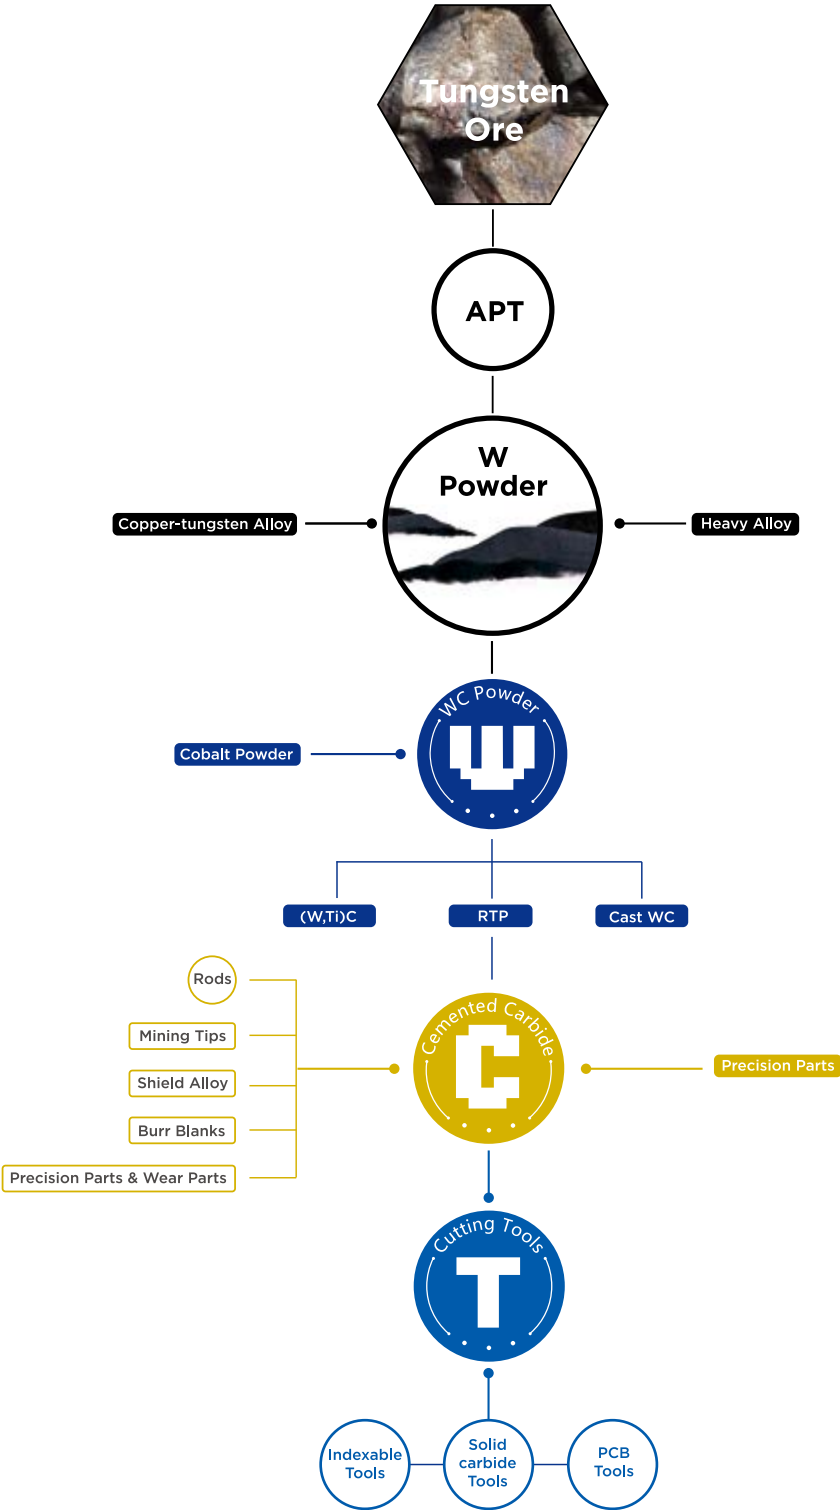 Tungsten
Ore
APT
W
Powder
Copper-tungsten Alloy
Heavy Alloy
WC Powder
W
Cobalt Powder
(W,Ti)C
RTP
Cast WC
Rods
Mining Tips
Shield Alloy
Burr Blanks
Precision Parts & Wear Parts
Cemented Carbide
C
Precision Parts
Cutting Tools
T
Indexable
Tools
Solid
carbide
Tools
PCB
Tools